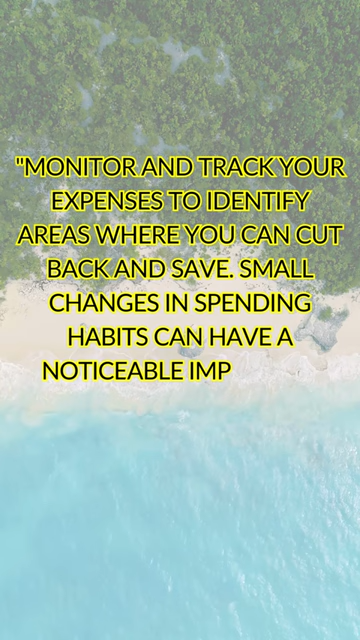 "MONITOR AND TRACK YOUR
EXPENSES TO IDENTIFY
AREAS WHERE YOU CAN CUT
BACK AND SAVE. SMALL
CHANGES IN SPENDING
HABITS CAN HAVE A
NOTICEABLE IMP